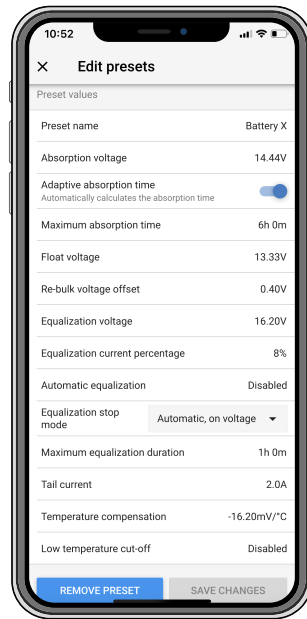 10:52
Edit presets
Preset values
Preset name Battery X
Absorption voltage 14.44V
Adaptive absorption time
Automatically calculates the absorption time
Maximum absorption time 6h 0m
Float voltage 13.33V
Re-bulk voltage offset 0.40V
Equalization voltage 16.20V
Equalization current percentage 8%
Automatic equalization Disabled
Equalization stop
mode Automatic, on voltage
Maximum equalization duration 1h 0m
Tail current 2.0A
Temperature compensation -16.20mV/°C
Low temperature cut-off Disabled
REMOVE PRESET SAVE CHANGES